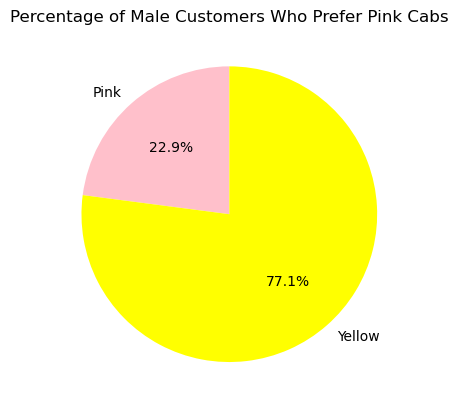 Percentage of Male Customers Who Prefer Pink Cabs
Pink
22.9%
77.1%
Yellow